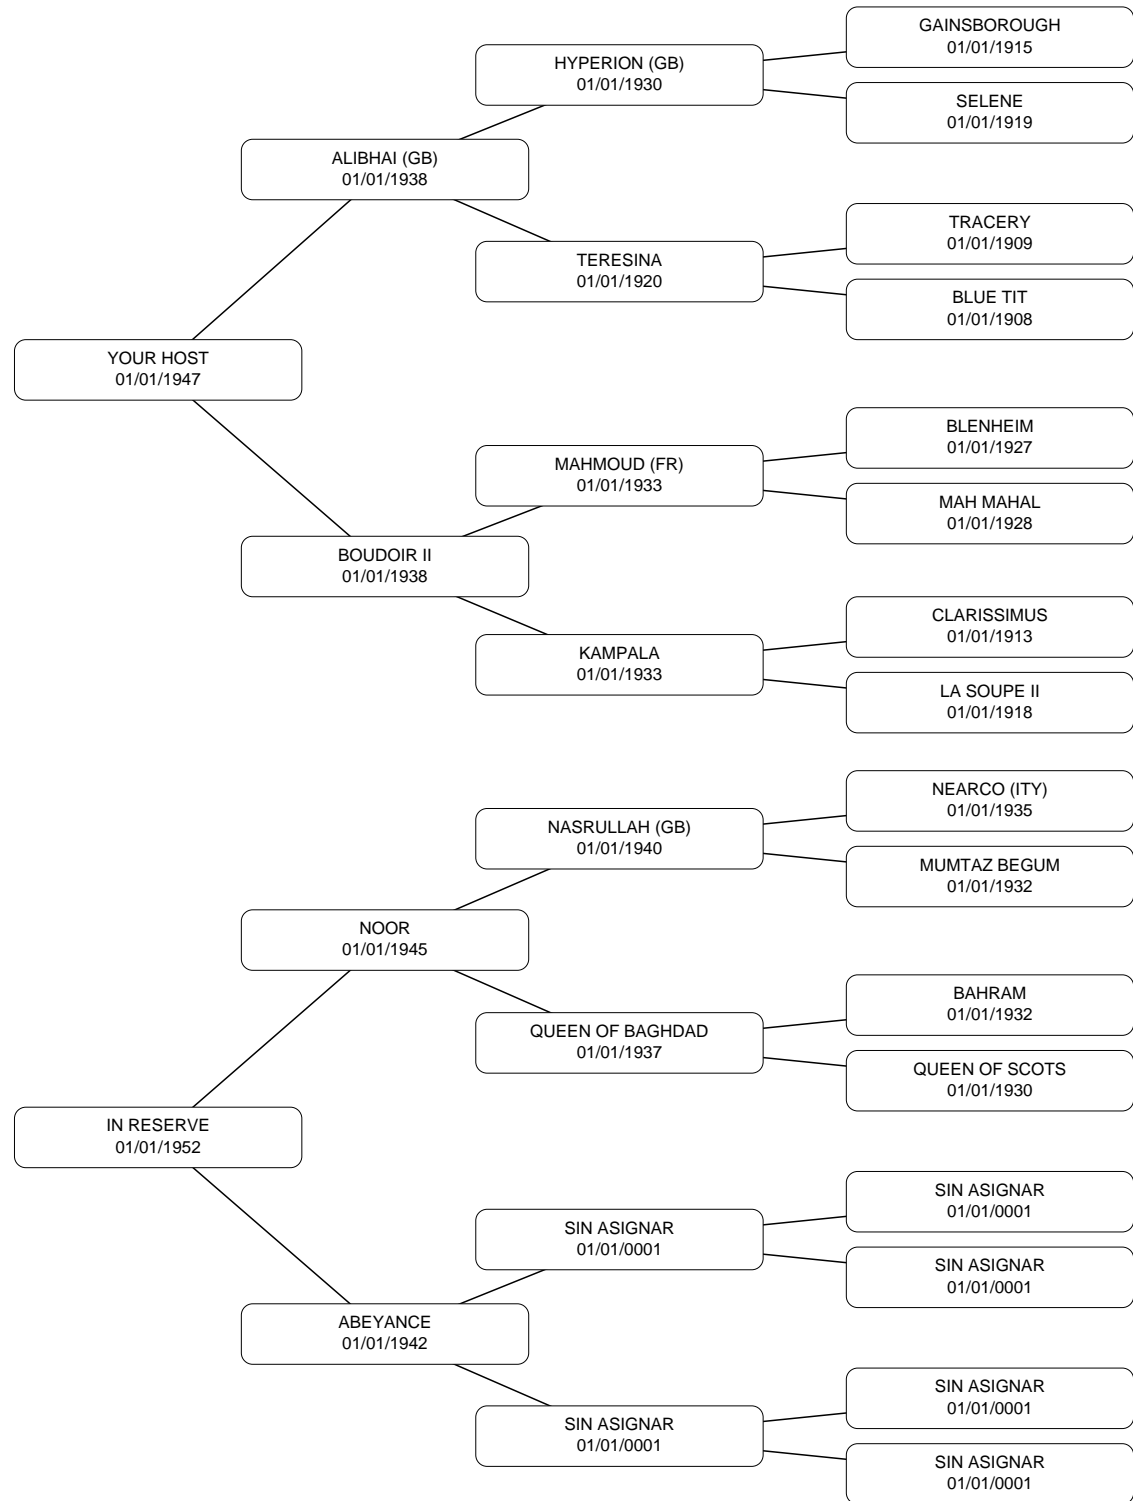 GAINSBOROUGH
01/01/1915
HYPERION (GB)
01/01/1930
SELENE
01/01/1919
ALIBHAI (GB)
01/01/1938
TRACERY
01/01/1909
TERESINA
01/01/1920
BLUE TIT
01/01/1908
YOUR HOST
01/01/1947
BLENHEIM
01/01/1927
MAHMOUD (FR)
01/01/1933
MAH MAHAL
01/01/1928
BOUDOIR II
01/01/1938
CLARISSIMUS
01/01/1913
KAMPALA
01/01/1933
LA SOUPE II
01/01/1918
NEARCO (ITY)
01/01/1935
NASRULLAH (GB)
01/01/1940
MUMTAZ BEGUM
01/01/1932
NOOR
01/01/1945
BAHRAM
01/01/1932
QUEEN OF BAGHDAD
01/01/1937
QUEEN OF SCOTS
01/01/1930
IN RESERVE
01/01/1952
SIN ASIGNAR
01/01/0001
SIN ASIGNAR
01/01/0001
SIN ASIGNAR
01/01/0001
ABEYANCE
01/01/1942
SIN ASIGNAR
01/01/0001
SIN ASIGNAR
01/01/0001
SIN ASIGNAR
01/01/0001